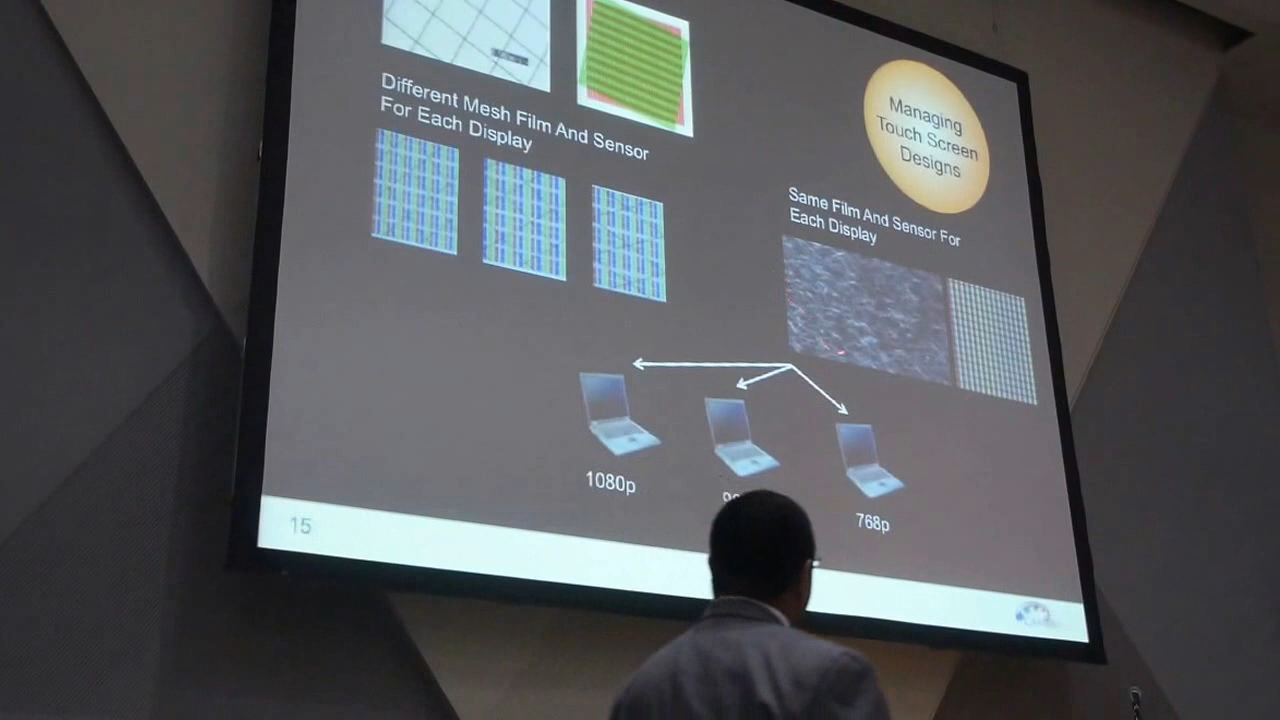 Different Mesh Film And Sensor
For Each Display
Managing
Touch Screen
Designs
Same Film And Sensor For
Each Display
1080p
768p
15